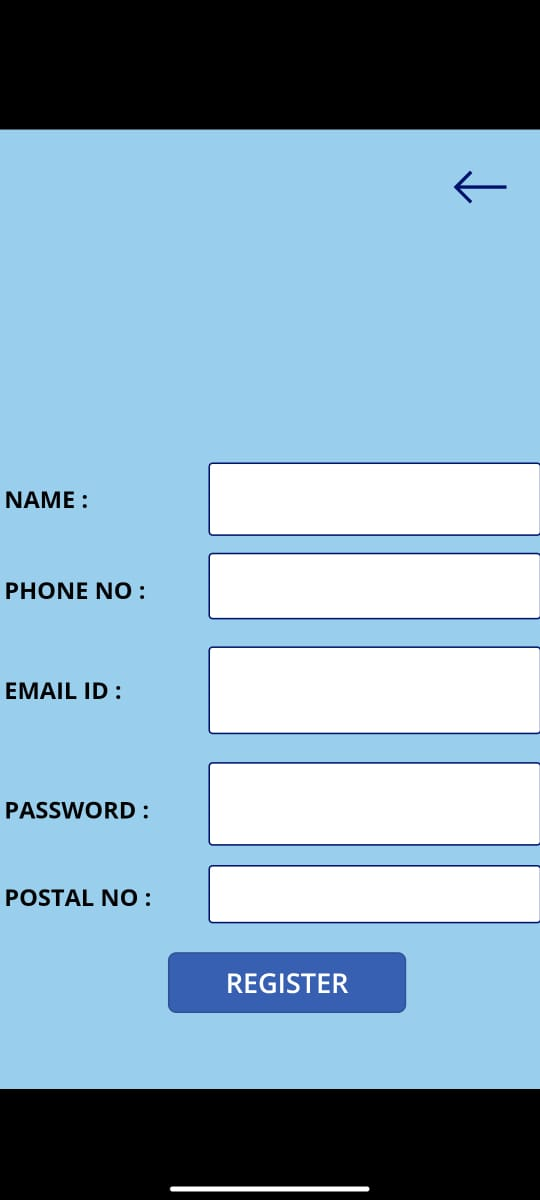 NAME :
PHONE NO :
EMAIL ID :
PASSWORD :
POSTAL NO :
REGISTER